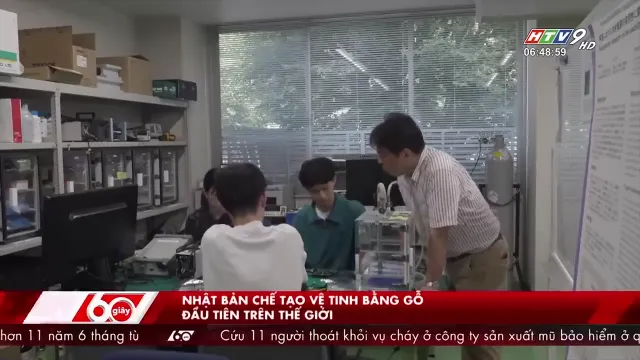 HTV9 HD
06:48:59
60 giây
NHẬT BẢN CHẾ TẠO VỆ TINH BẰNG GỖ
ĐẦU TIÊN TRÊN THẾ GIỚI
hơn 11 năm 6 tháng tù 60 giây Cứu 11 người thoát khỏi vụ cháy ở công ty sản xuất mũ bảo hiểm ở q